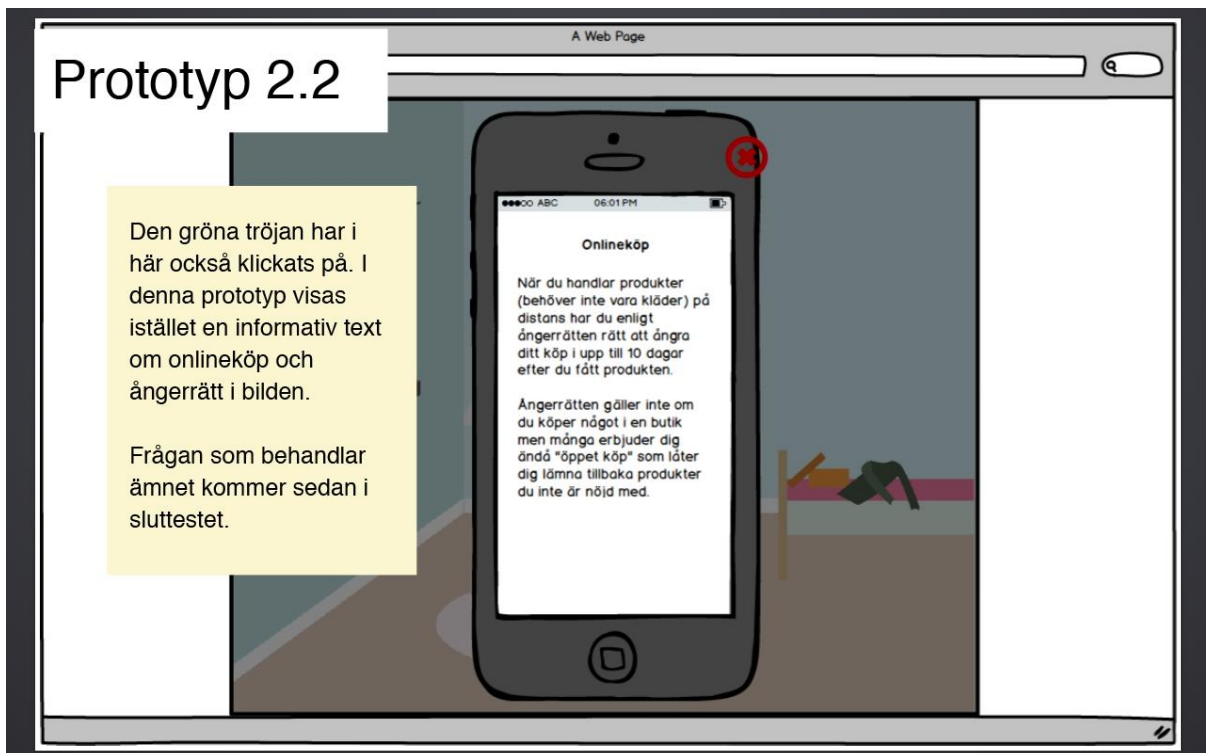 A Web Page
Prototyp 2.2
Den gröna tröjan har i
här också klickats på. I
denna prototyp visas
istället en informativ text
om onlineköp och
ångerrätt i bilden.
Frågan som behandlar
ämnet kommer sedan i
sluttestet.
ABC 06:01 PM
Onlineköp
När du handlar produkter
(behöver inte vara kläder) på
distans har du enligt
ångerrätten rätt att ångra
ditt köp i upp till 10 dagar
efter du fått produkten.
Ångerrätten gäller inte om
du köper något i en butik
men många erbjuder dig
ändå "öppet köp" som låter
dig lämna tillbaka produkter
du inte är nöjd med.